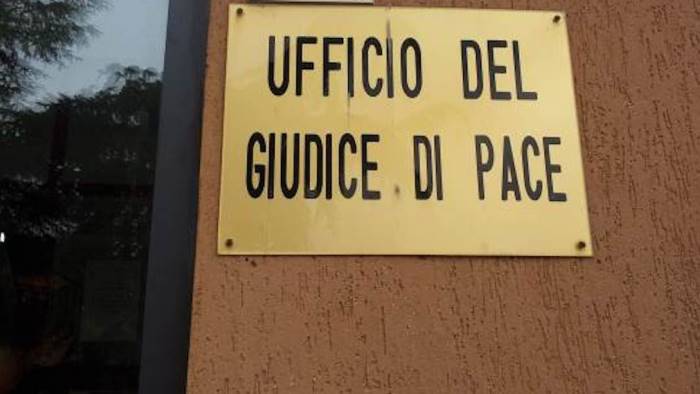 UFFICIO DEL
GIUDICE DI PACE